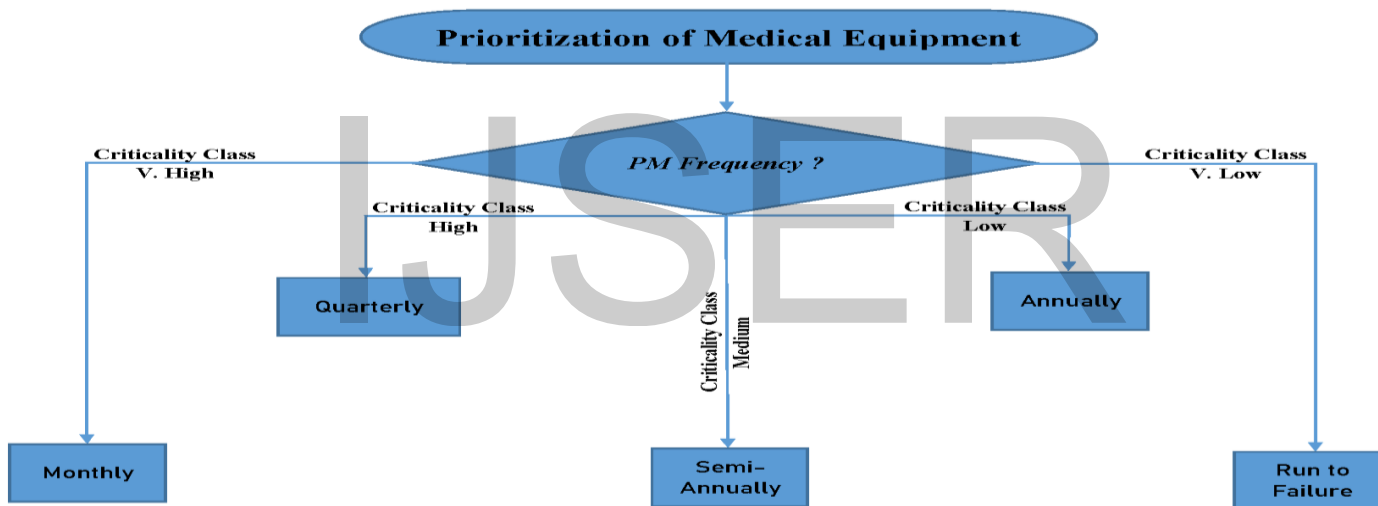 Prioritization of Medical Equipment
IJSER
PM Frequency ?
Criticality Class
V. High
Criticality Class
V. Low
Criticality Class
High
Criticality Class
Low
Criticality Class
Medium
Quarterly
Annually
Monthly
Semi-
Annually
Run to
Failure